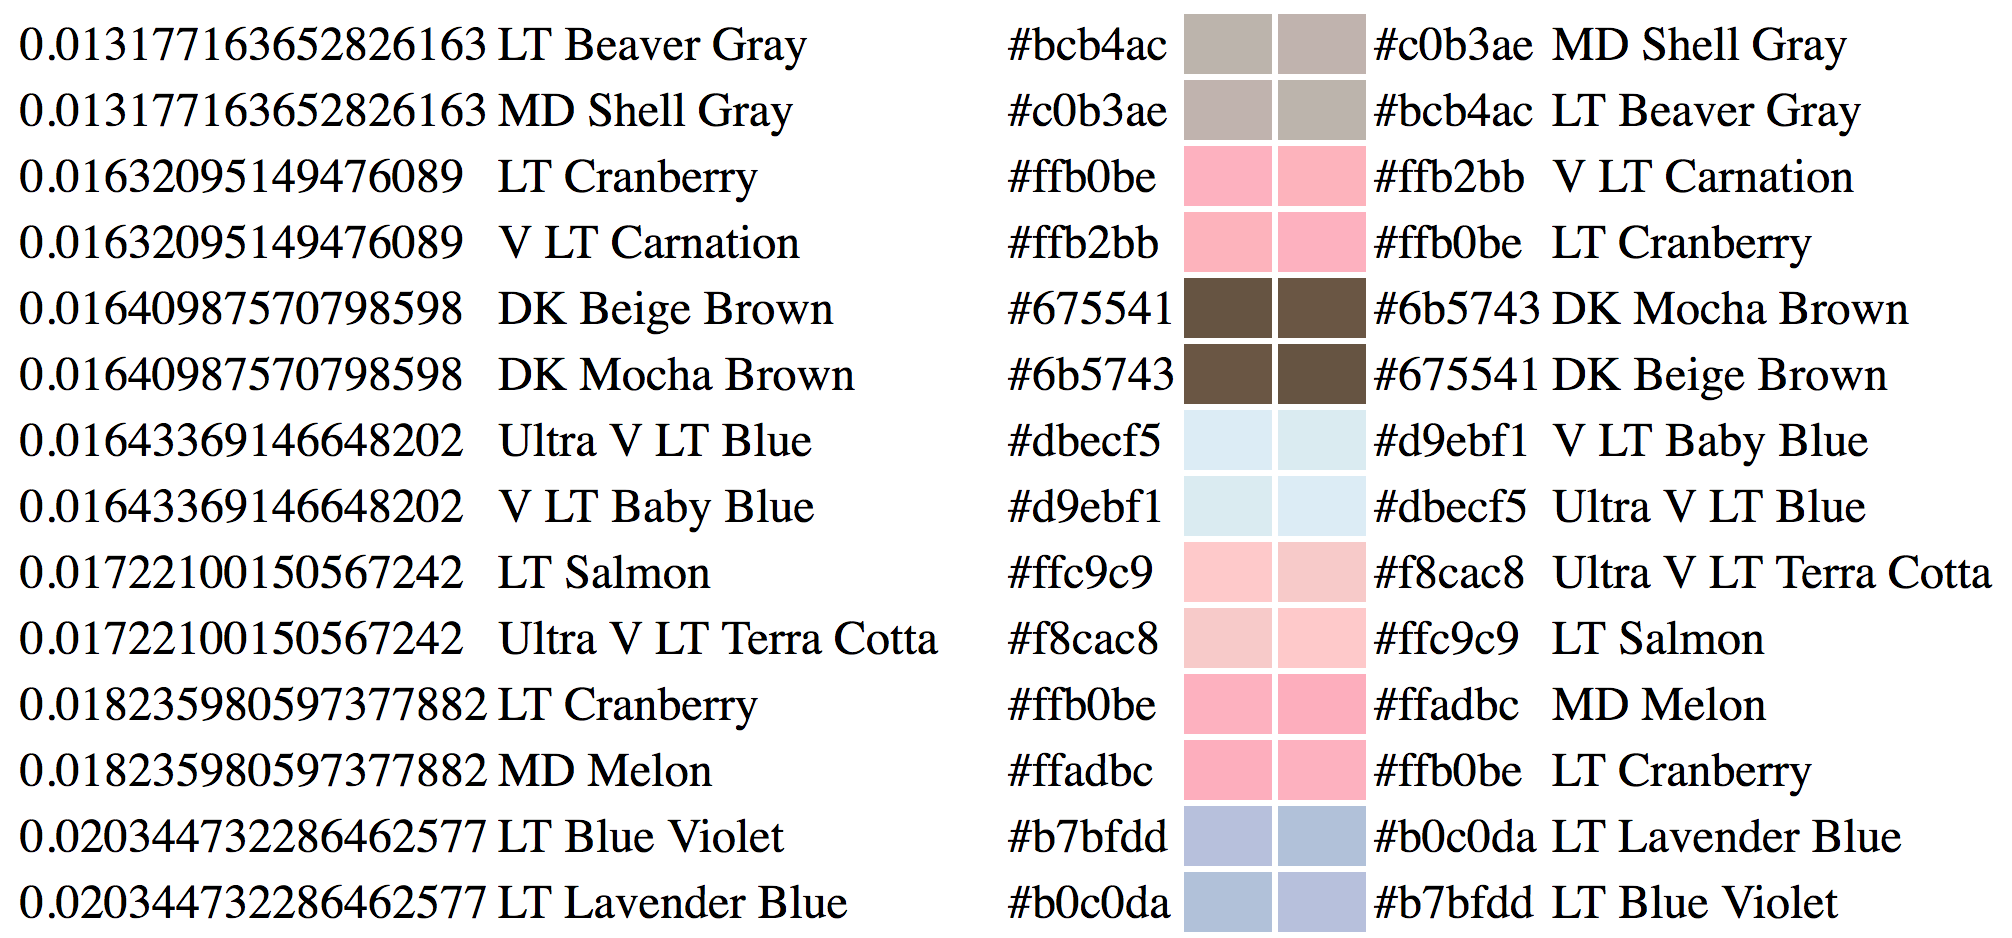 0.013177163652826163 LT Beaver Gray #bcb4ac #c0b3ae MD Shell Gray
0.013177163652826163 MD Shell Gray #c0b3ae #bcb4ac LT Beaver Gray
0.01632095149476089 LT Cranberry #ffb0be #ffb2bb V LT Carnation
0.01632095149476089 V LT Carnation #ffb2bb #ffb0be LT Cranberry
0.01640987570798598 DK Beige Brown #675541 #6b5743 DK Mocha Brown
0.01640987570798598 DK Mocha Brown #6b5743 #675541 DK Beige Brown
0.01643369146648202 Ultra V LT Blue #dbecf5 #d9ebf1 V LT Baby Blue
0.01643369146648202 V LT Baby Blue #d9ebf1 #dbecf5 Ultra V LT Blue
0.01722100150567242 LT Salmon #ffc9c9 #f8cac8 Ultra V LT Terra Cotta
0.01722100150567242 Ultra V LT Terra Cotta #f8cac8 #ffc9c9 LT Salmon
0.018235980597377882 LT Cranberry #ffb0be #ffadbc MD Melon
0.018235980597377882 MD Melon #ffadbc #ffb0be LT Cranberry
0.020344732286462577 LT Blue Violet #b7bfdd #b0c0da LT Lavender Blue
0.020344732286462577 LT Lavender Blue #b0c0da #b7bfdd LT Blue Violet